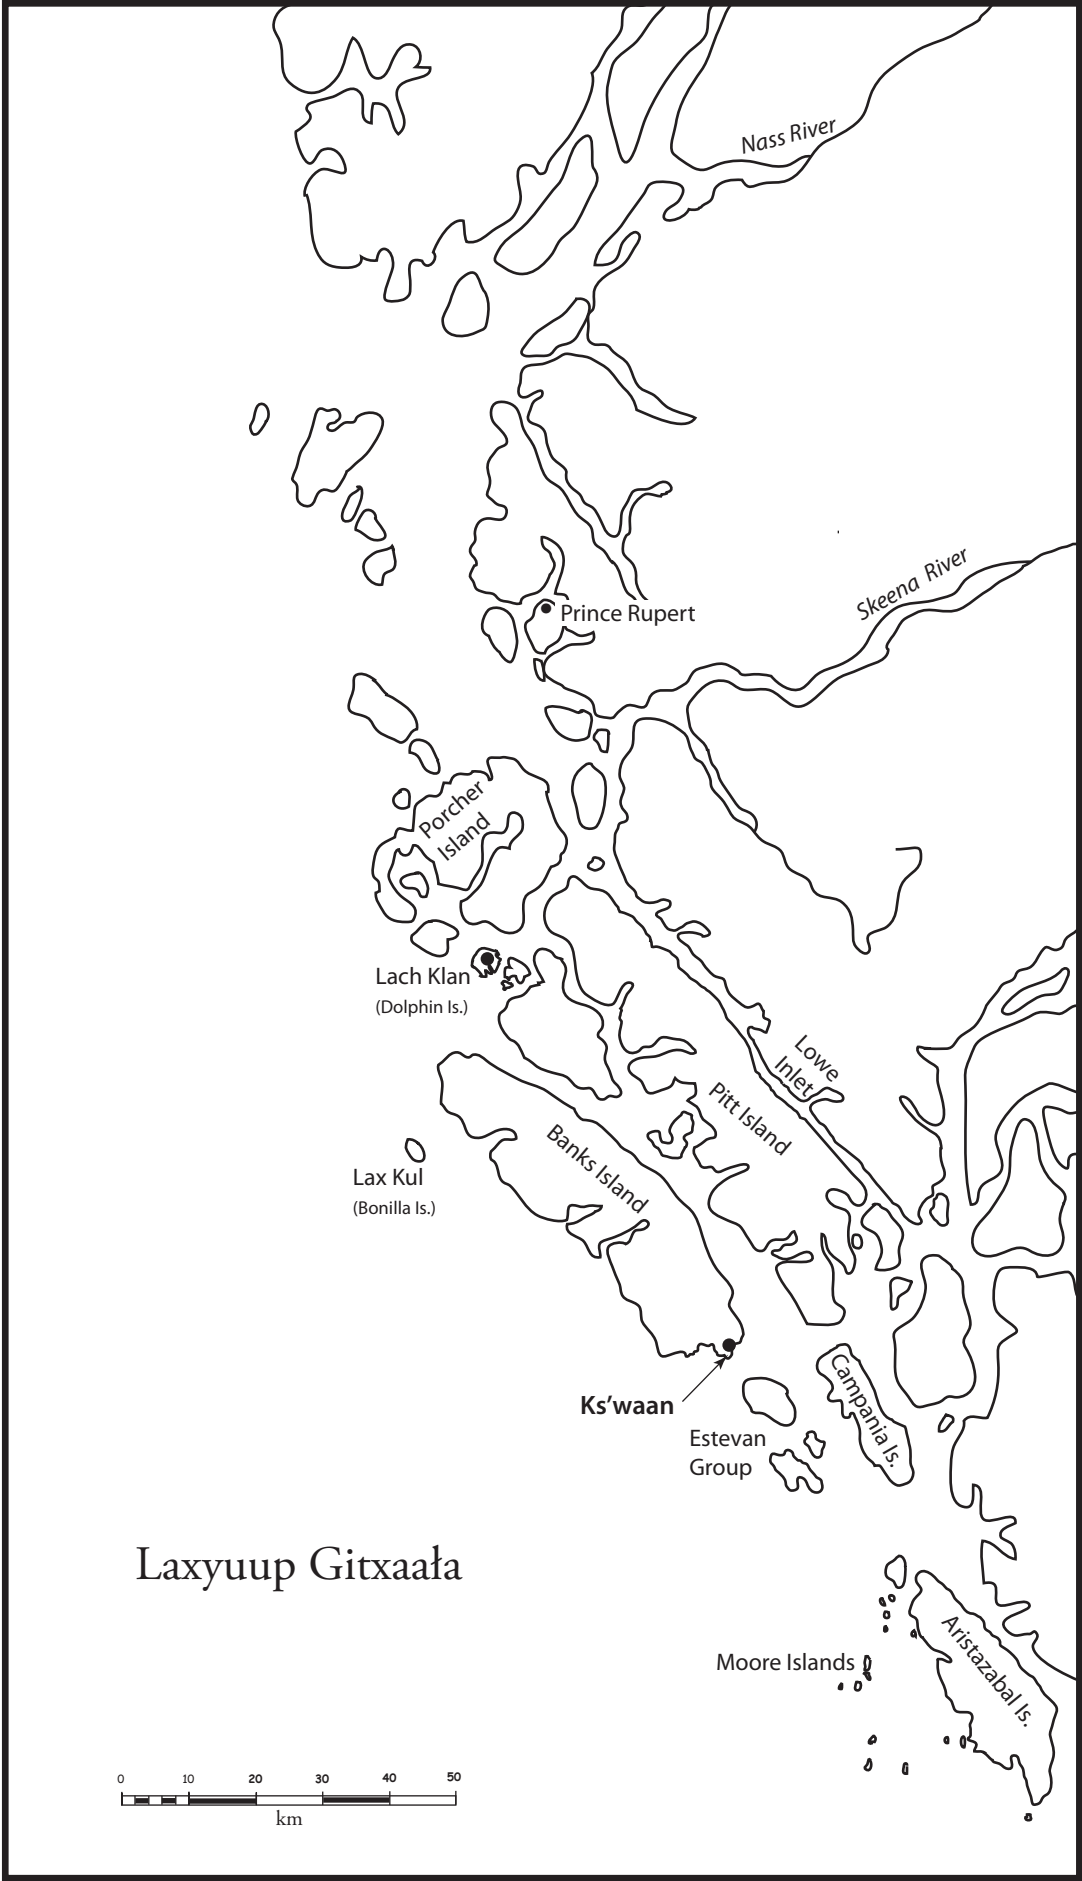 Nass River
Skeena River
Prince Rupert
Porcher
Island
Lach Klan
(Dolphin Is.)
Lowe
Inlet
Pitt Island
Banks Island
Lax Kul
(Bonilla Is.)
Ks'waan
Campania Is.
Estevan
Group
Laxyuup Gitxaała
Aristazabal Is.
Moore Islands
0 10 20 30 40 50
km